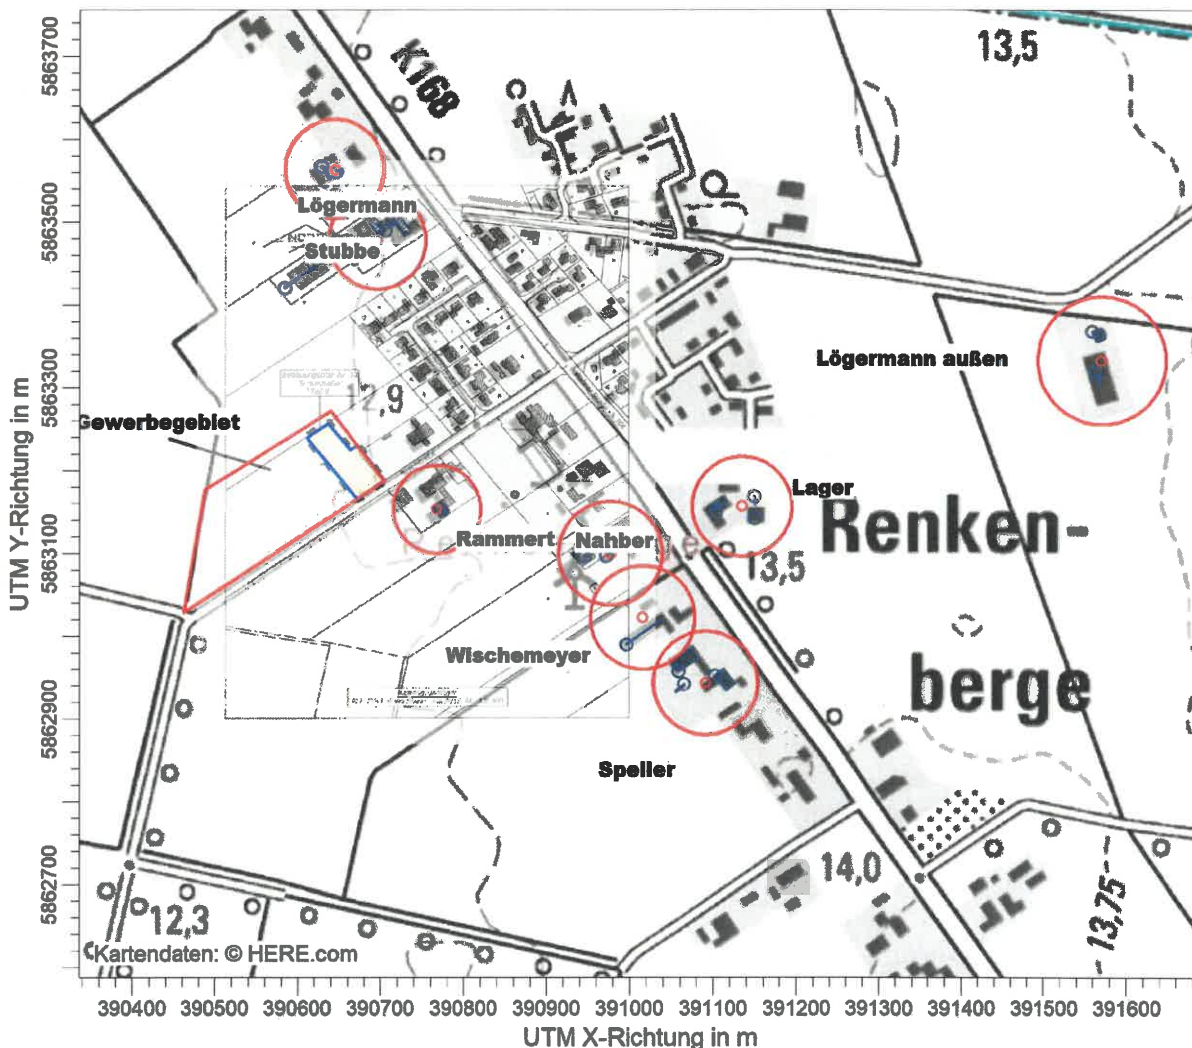 5863700
5863500
5863300
5863100
5862900
5862700
UTM Y-Richtung in m
K168
13,5
Lögermann
Stubbe
Lögermann außen
12,9
Gewerbegebiet
Lager
Rammert
Nahber
Renken-
13,5
Wischemeyer
berge
Speller
14,0
13,75
12,3
Kartendaten: © HERE.com
390400 390500 390600 390700 390800 390900 391000 391100 391200 391300 391400 391500 391600
UTM X-Richtung in m